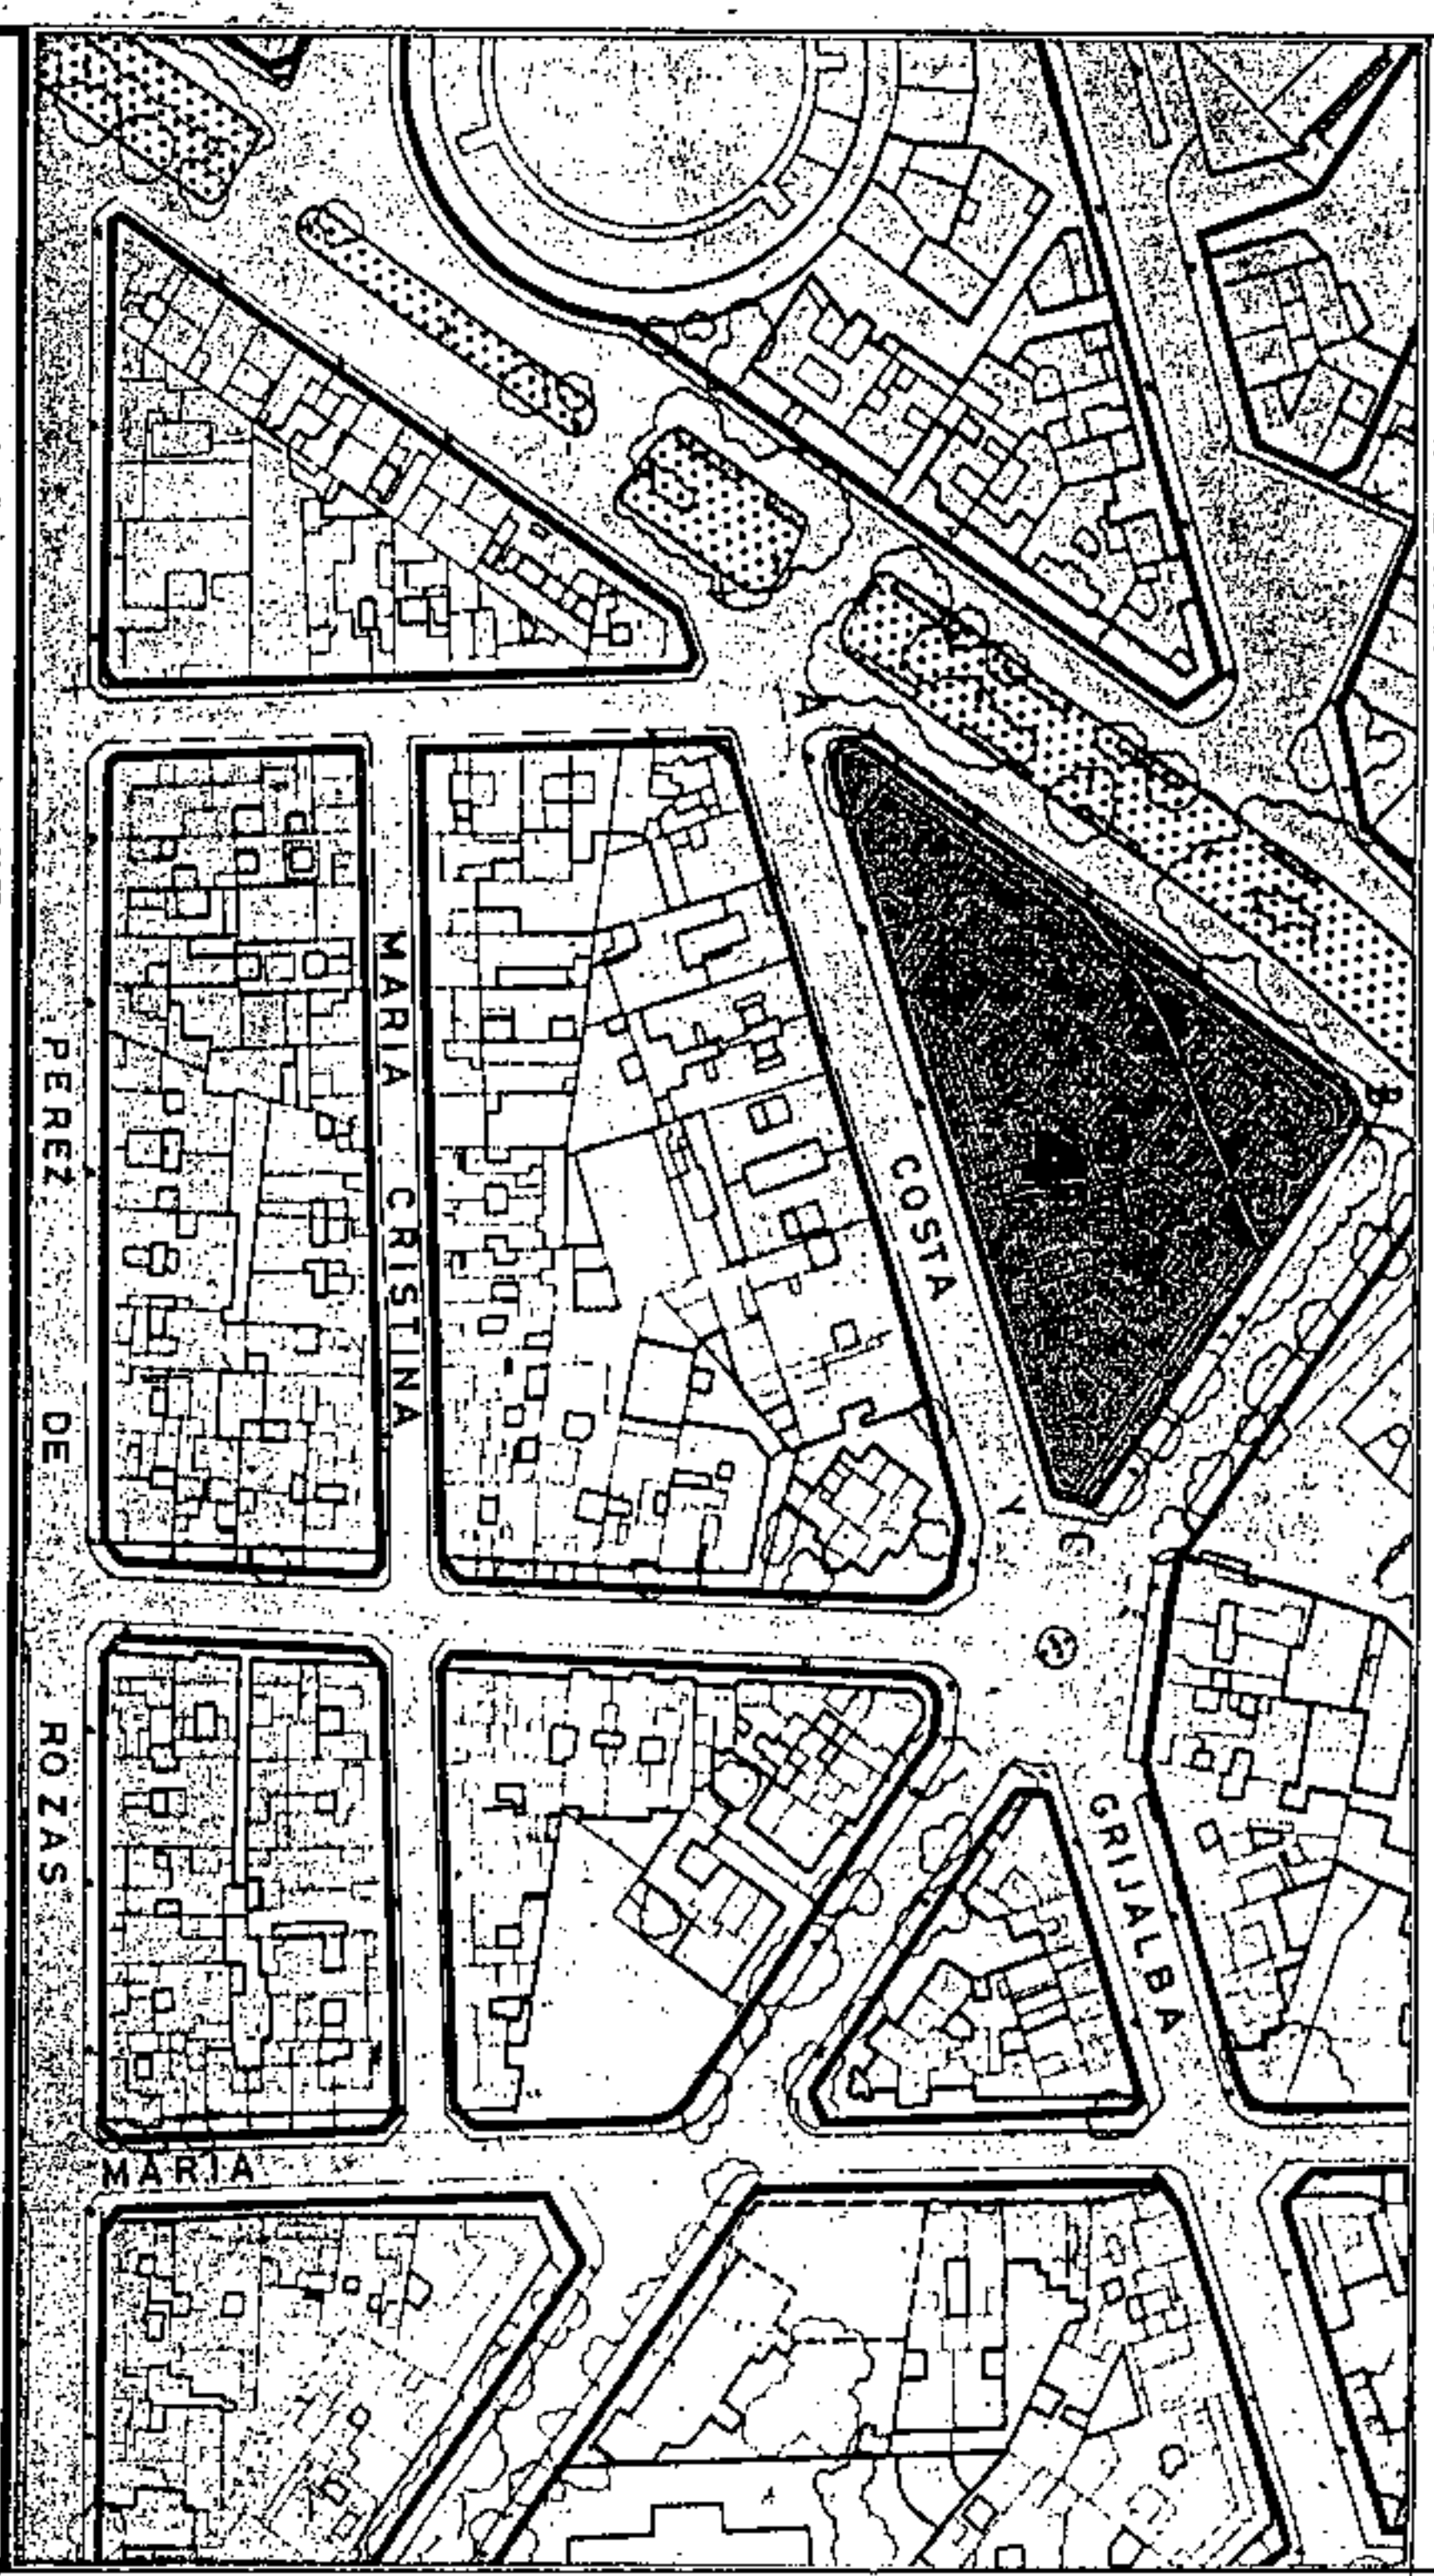 A
B
C
COSTA
Y
GRIJALBA
MARIA CRISTINA
PEREZ DE ROZAS
MARIA